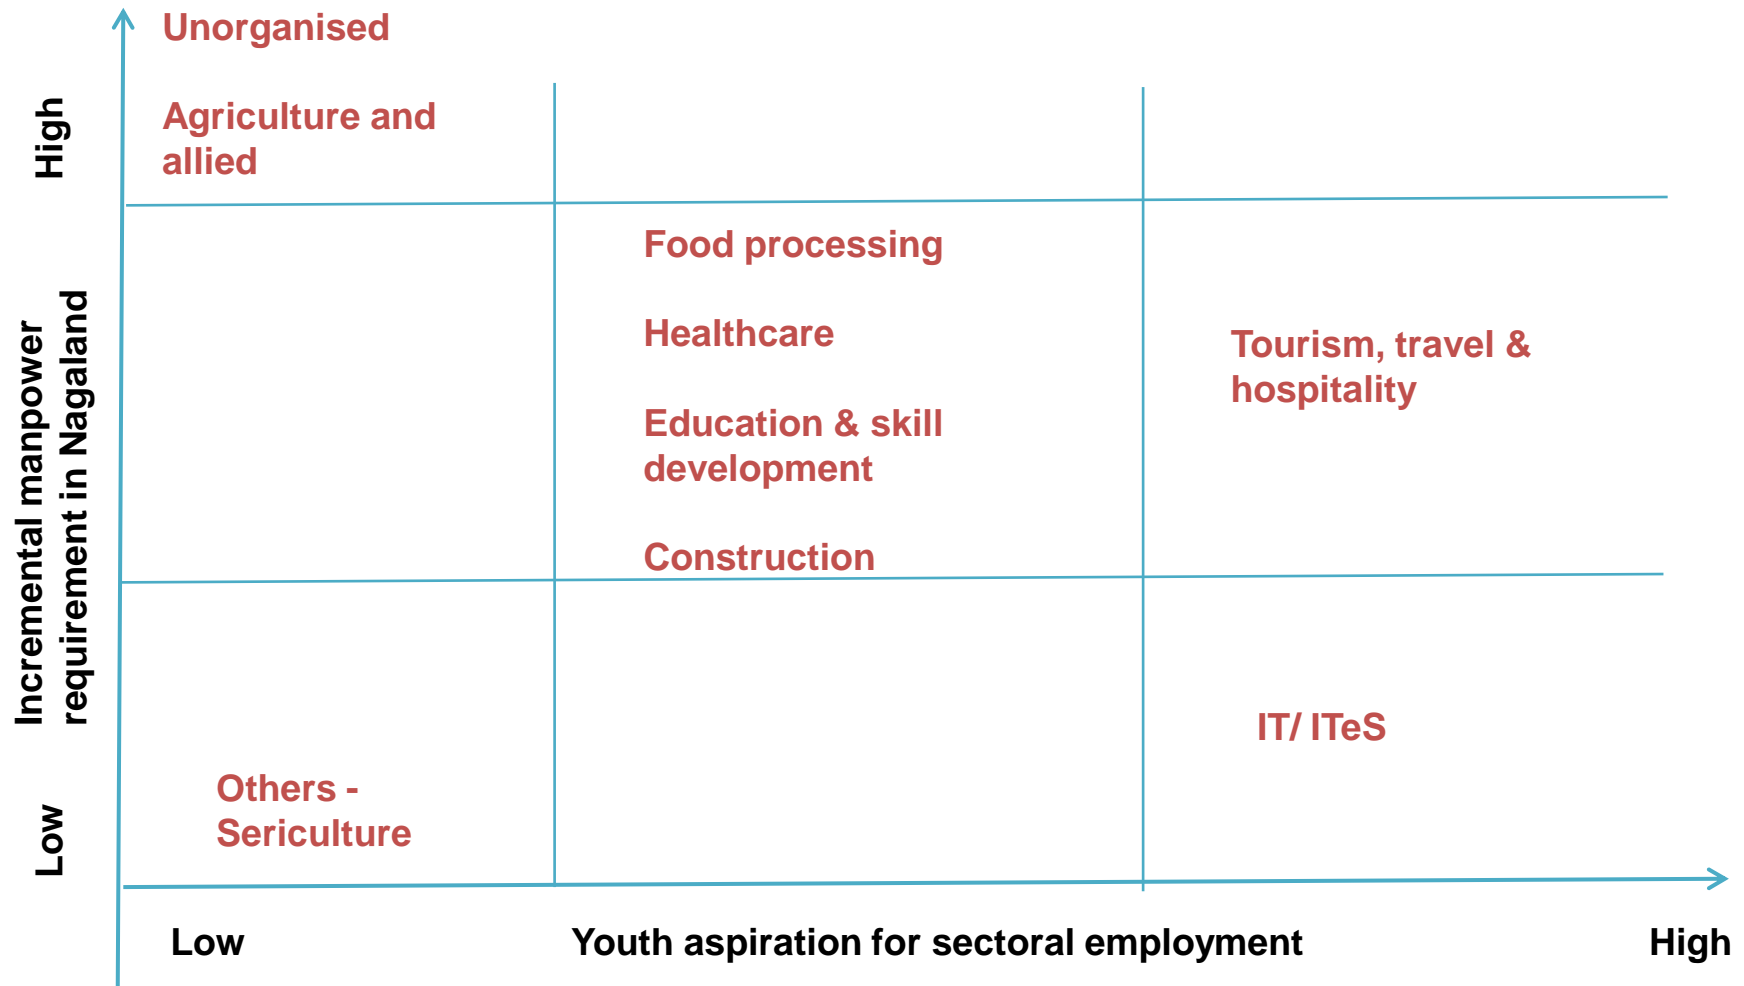 Unorganised
Agriculture and
allied
High
Food processing
Healthcare
Education & skill
development
Construction
Tourism, travel &
hospitality
Incremental manpower
requirement in Nagaland
IT/ ITeS
Others -
Sericulture
Low
Low
Youth aspiration for sectoral employment
High